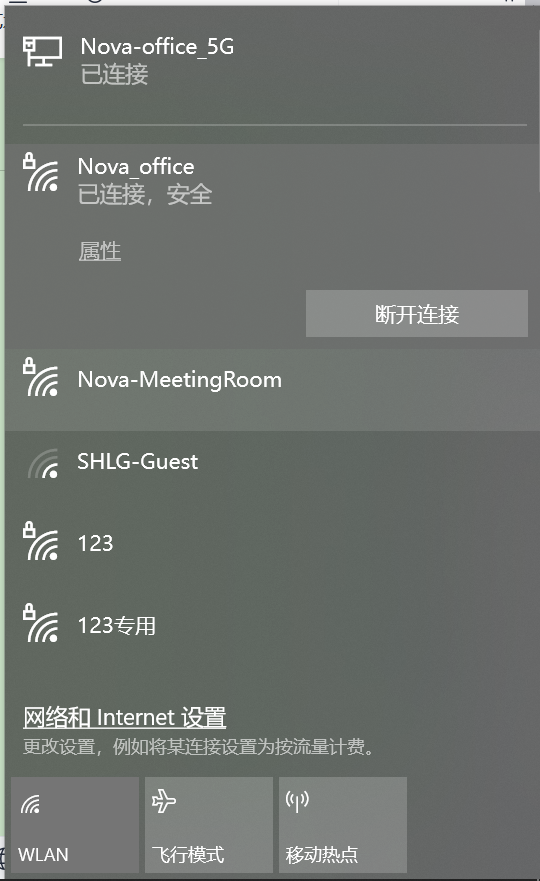 Nova-office_5G
已连接
Nova_office
已连接，安全
属性
断开连接
Nova-MeetingRoom
SHLG-Guest
123
123专用
网络和 Internet 设置
更改设置，例如将某连接设置为按流量计费。
WLAN
飞行模式
移动热点